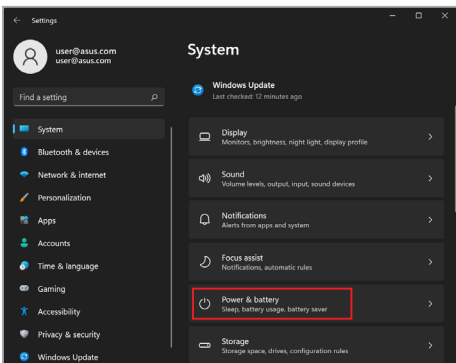 Settings
user@asus.com
user@asus.com
Find a setting
System
Bluetooth & devices
Network & internet
Personalization
Apps
Accounts
Time & language
Gaming
Accessibility
Privacy & security
Windows Update
System
Windows Update
Last checked: 12 minutes ago
Display
Monitors, brightness, night light, display profile
Sound
Volume levels, output, input, sound devices
Notifications
Alerts from apps and system
Focus assist
Notifications, automatic rules
Power & battery
Sleep, battery usage, battery saver
Storage
Storage space, drives, configuration rules